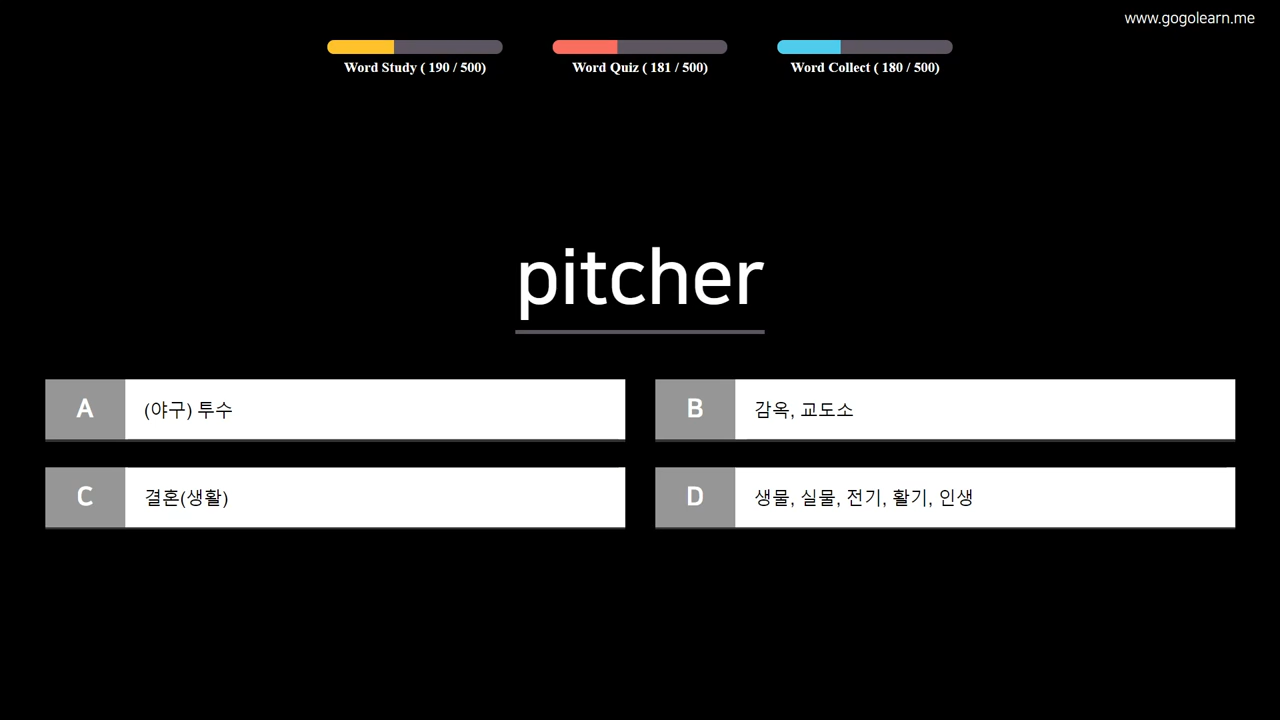 www.gogolearn.me
Word Study ( 190 / 500)
Word Quiz ( 181 / 500)
Word Collect ( 180 / 500)
pitcher
A
(야구) 투수
B
감옥, 교도소
C
결혼(생활)
D
생물, 실물, 전기, 활기, 인생